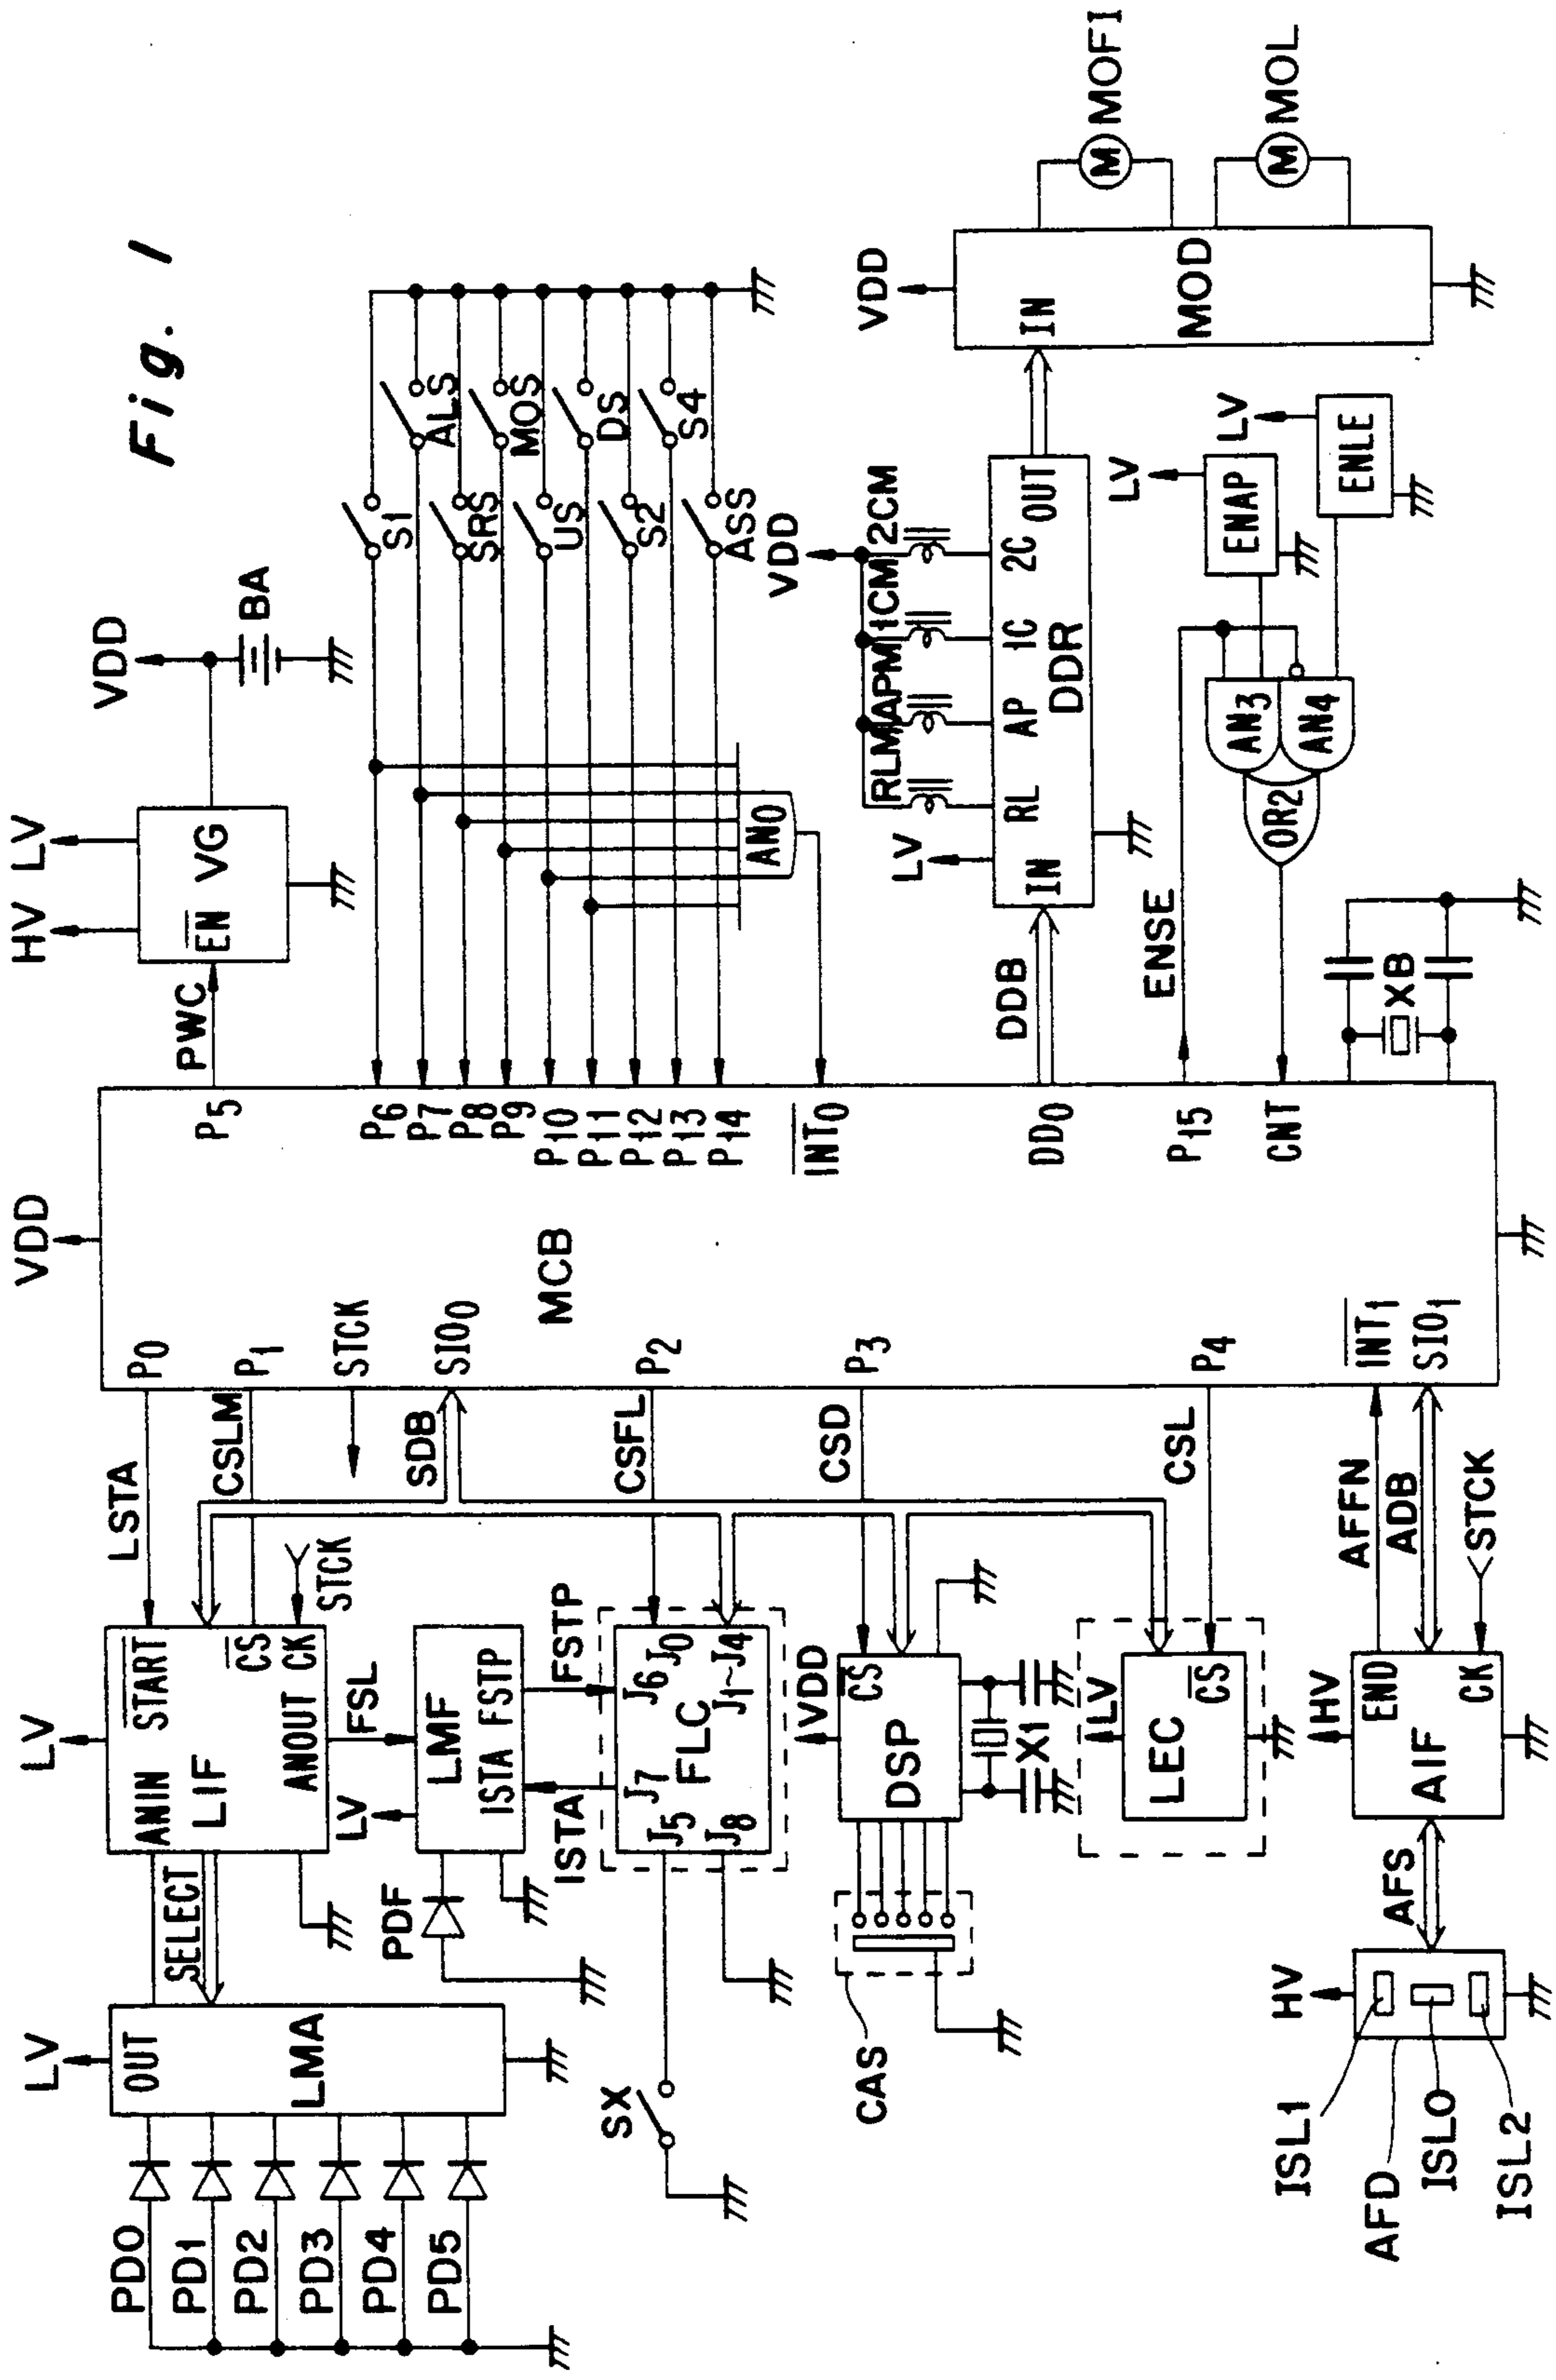 Fig. 1
LV
OUT
LMA
PD0
PD1
PD2
PD3
PD4
PD5
SELECT
LV
ANIN
START
LIF
CS
ANOUT
CK
STCK
LSTA
CSLM
FSL
LV
LMF
ISTA
FSTP
PDF
ISTA
FSTP
J7
J6
J0
J5
FLC
J8
J1~J4
SX
SDB
CSFL
CSD
VDD
CS
DSP
X1
CAS
CSL
LV
LEC
CS
HV
END
AIF
CK
AFFN
ADB
STCK
AFS
HV
ISL1
AFD
ISL0
ISL2
VDD
P0
P1
STCK
SIO0
P2
P3
P4
INT1
SIO1
MCB
P5
P6
P7
P8
P9
P10
P11
P12
P13
P14
INT0
DD0
P15
CNT
PWC
HV
LV
EN
VG
VDD
BA
S1
ALS
SRS
MOS
US
DS
S2
S4
ASS
AN0
DDB
LV
IN
RL
AP
1C
2C
OUT
DDR
VDD
RLM
APM
1CM
2CM
VDD
IN
MOD
M
MOFI
M
MOL
ENSE
LV
ENAP
LV
ENLE
AN3
AN4
OR2
XB